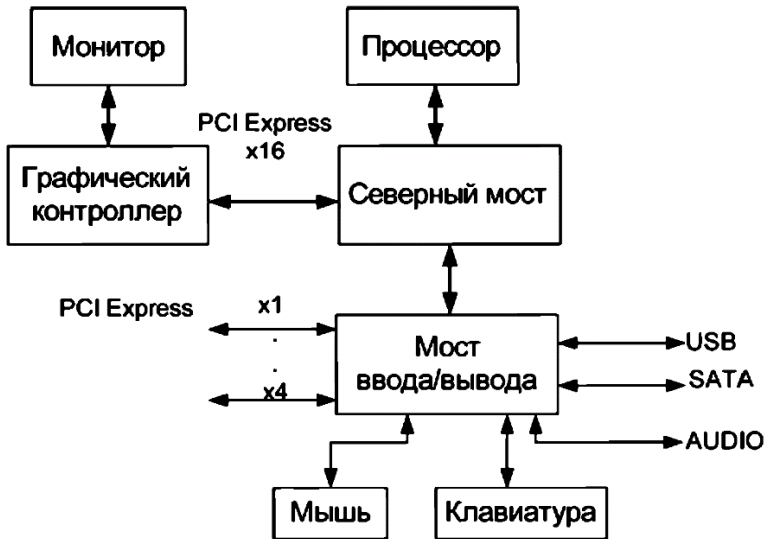 Монитор
Процессор
PCI Express
x16
Графический
контроллер
Северный мост
PCI Express
x1
x4
Мост
ввода/вывода
USB
SATA
AUDIO
Мышь
Клавиатура